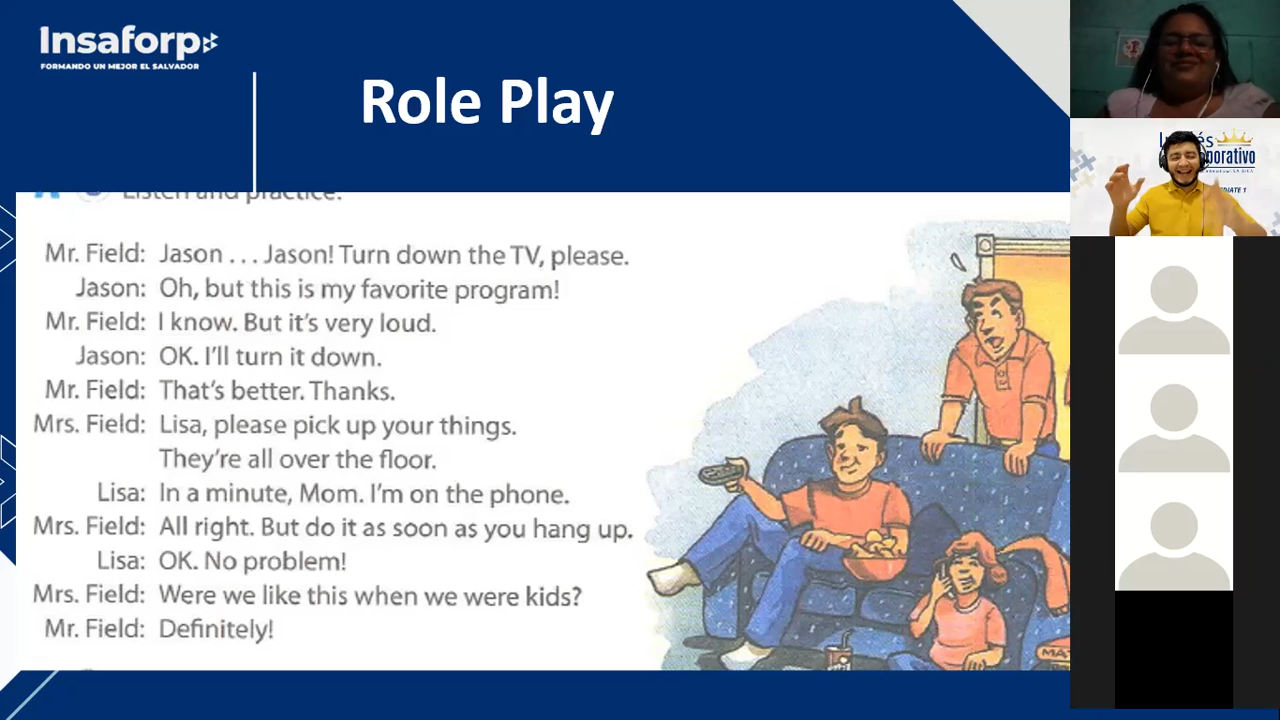 Insaforp
FORMANDO UN MEJOR EL SALVADOR
Role Play
Listen and practice.
Mr. Field: Jason . . . Jason! Turn down the TV, please.
Jason: Oh, but this is my favorite program!
Mr. Field: I know. But it's very loud.
Jason: OK. I'll turn it down.
Mr. Field: That's better. Thanks.
Mrs. Field: Lisa, please pick up your things.
They're all over the floor.
Lisa: In a minute, Mom. I'm on the phone.
Mrs. Field: All right. But do it as soon as you hang up.
Lisa: OK. No problem!
Mrs. Field: Were we like this when we were kids?
Mr. Field: Definitely!